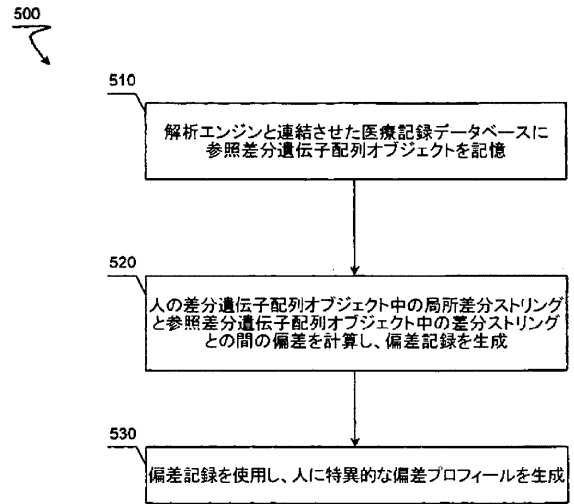 500
510
解析エンジンと連結させた医療記録データベースに
参照差分遺伝子配列オブジェクトを記憶
520
人の差分遺伝子配列オブジェクト中の局所差分ストリング
と参照差分遺伝子配列オブジェクト中の差分ストリング
との間の偏差を計算し、偏差記録を生成
530
偏差記録を使用し、人に特異的な偏差プロフィールを生成